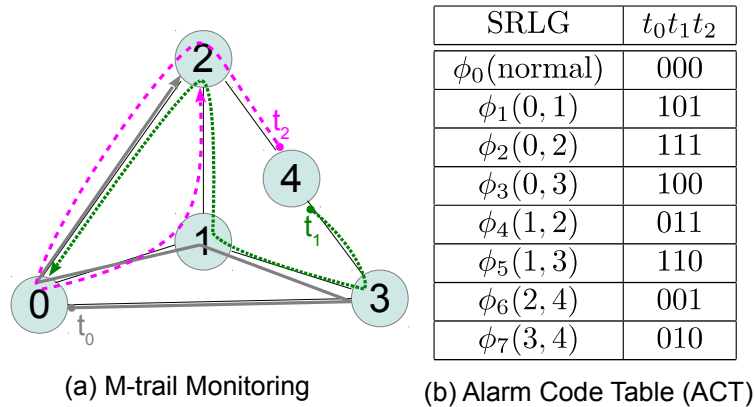 2
t₂
4
1
t₁
0
3
t₀
(a) M-trail Monitoring
SRLG t₀t₁t₂
ϕ₀(normal) 000
ϕ₁(0, 1) 101
ϕ₂(0, 2) 111
ϕ₃(0, 3) 100
ϕ₄(1, 2) 011
ϕ₅(1, 3) 110
ϕ₆(2, 4) 001
ϕ₇(3, 4) 010
(b) Alarm Code Table (ACT)